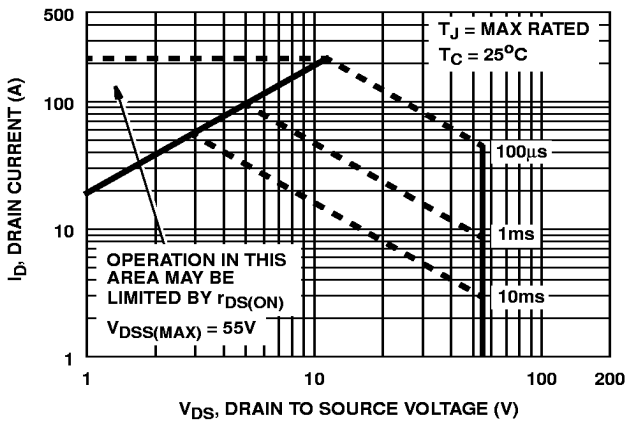 500
100
10
1
I_D, DRAIN CURRENT (A)
T_J = MAX RATED
T_C = 25°C
100μs
1ms
10ms
OPERATION IN THIS
AREA MAY BE
LIMITED BY r_DS(ON)
V_DSS(MAX) = 55V
1
10
100
200
V_DS, DRAIN TO SOURCE VOLTAGE (V)